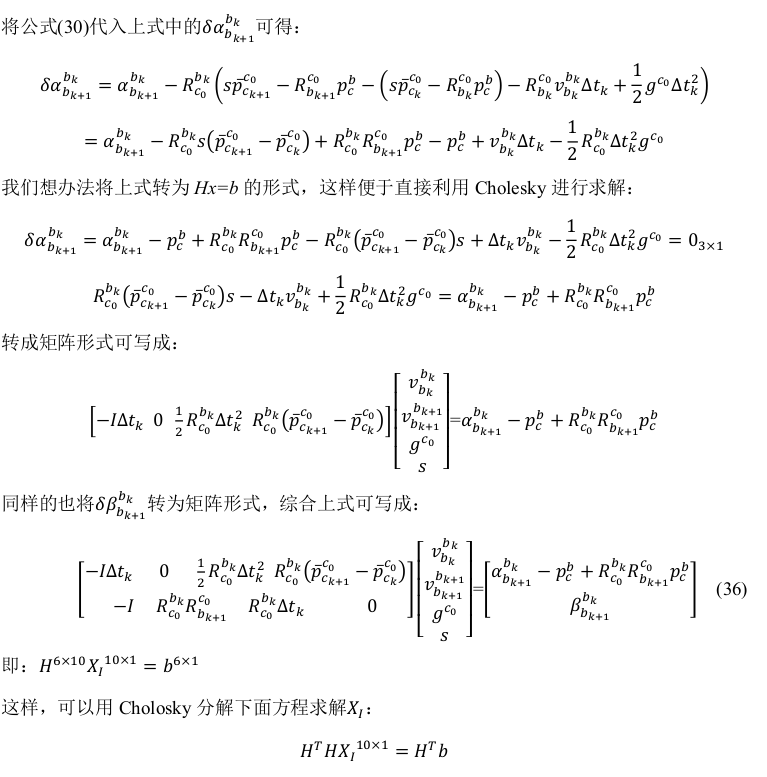 将公式(30)代入上式中的$\delta\alpha_{b_{k+1}}^{b_k}$可得：
$\delta\alpha_{b_{k+1}}^{b_k} = \alpha_{b_{k+1}}^{b_k} - R_{c_0}^{b_k}\left(s\bar{p}_{c_{k+1}}^{c_0} - R_{b_{k+1}}^{c_0}p_c^b - \left(s\bar{p}_{c_k}^{c_0} - R_{b_k}^{c_0}p_c^b\right) - R_{b_k}^{c_0}v_{b_k}^{b_k}\Delta t_k + \frac{1}{2}g^{c_0}\Delta t_k^2\right)$
$= \alpha_{b_{k+1}}^{b_k} - R_{c_0}^{b_k}s\left(\bar{p}_{c_{k+1}}^{c_0} - \bar{p}_{c_k}^{c_0}\right) + R_{c_0}^{b_k}R_{b_{k+1}}^{c_0}p_c^b - p_c^b + v_{b_k}^{b_k}\Delta t_k - \frac{1}{2}R_{c_0}^{b_k}\Delta t_k^2 g^{c_0}$
我们想办法将上式转为 Hx=b 的形式，这样便于直接利用 Cholesky 进行求解：
$\delta\alpha_{b_{k+1}}^{b_k} = \alpha_{b_{k+1}}^{b_k} - p_c^b + R_{c_0}^{b_k}R_{b_{k+1}}^{c_0}p_c^b - R_{c_0}^{b_k}\left(\bar{p}_{c_{k+1}}^{c_0} - \bar{p}_{c_k}^{c_0}\right)s + \Delta t_k v_{b_k}^{b_k} - \frac{1}{2}R_{c_0}^{b_k}\Delta t_k^2 g^{c_0} = 0_{3\times1}$
$R_{c_0}^{b_k}\left(\bar{p}_{c_{k+1}}^{c_0} - \bar{p}_{c_k}^{c_0}\right)s - \Delta t_k v_{b_k}^{b_k} + \frac{1}{2}R_{c_0}^{b_k}\Delta t_k^2 g^{c_0} = \alpha_{b_{k+1}}^{b_k} - p_c^b + R_{c_0}^{b_k}R_{b_{k+1}}^{c_0}p_c^b$
转成矩阵形式可写成：
$\left[-I\Delta t_k \quad 0 \quad \frac{1}{2}R_{c_0}^{b_k}\Delta t_k^2 \quad R_{c_0}^{b_k}\left(\bar{p}_{c_{k+1}}^{c_0} - \bar{p}_{c_k}^{c_0}\right)\right]\begin{bmatrix} v_{b_k}^{b_k} \\ v_{b_{k+1}}^{b_{k+1}} \\ g^{c_0} \\ s \end{bmatrix} = \alpha_{b_{k+1}}^{b_k} - p_c^b + R_{c_0}^{b_k}R_{b_{k+1}}^{c_0}p_c^b$
同样的也将$\delta\beta_{b_{k+1}}^{b_k}$转为矩阵形式，综合上式可写成：
$\begin{bmatrix} -I\Delta t_k & 0 & \frac{1}{2}R_{c_0}^{b_k}\Delta t_k^2 & R_{c_0}^{b_k}\left(\bar{p}_{c_{k+1}}^{c_0} - \bar{p}_{c_k}^{c_0}\right) \\ -I & R_{c_0}^{b_k}R_{b_{k+1}}^{c_0} & R_{c_0}^{b_k}\Delta t_k & 0 \end{bmatrix}\begin{bmatrix} v_{b_k}^{b_k} \\ v_{b_{k+1}}^{b_{k+1}} \\ g^{c_0} \\ s \end{bmatrix} = \begin{bmatrix} \alpha_{b_{k+1}}^{b_k} - p_c^b + R_{c_0}^{b_k}R_{b_{k+1}}^{c_0}p_c^b \\ \beta_{b_{k+1}}^{b_k} \end{bmatrix}$ (36)
即：$H^{6\times10}X_I^{10\times1} = b^{6\times1}$
这样，可以用 Cholosky 分解下面方程求解$X_I$：
$H^T H X_I^{10\times1} = H^T b$